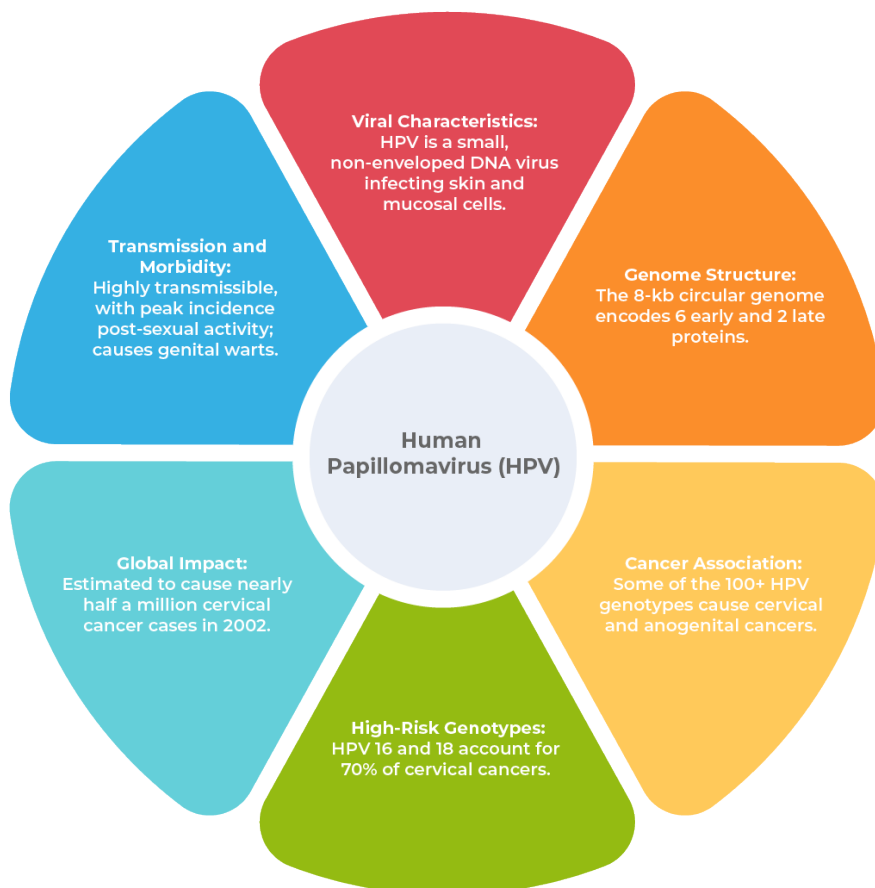 Viral Characteristics:
HPV is a small,
non-enveloped DNA virus
infecting skin and
mucosal cells.
Genome Structure:
The 8-kb circular genome
encodes 6 early and 2 late
proteins.
Cancer Association:
Some of the 100+ HPV
genotypes cause cervical
and anogenital cancers.
High-Risk Genotypes:
HPV 16 and 18 account for
70% of cervical cancers.
Global Impact:
Estimated to cause nearly
half a million cervical
cancer cases in 2002.
Transmission and
Morbidity:
Highly transmissible,
with peak incidence
post-sexual activity;
causes genital warts.
Human
Papillomavirus (HPV)